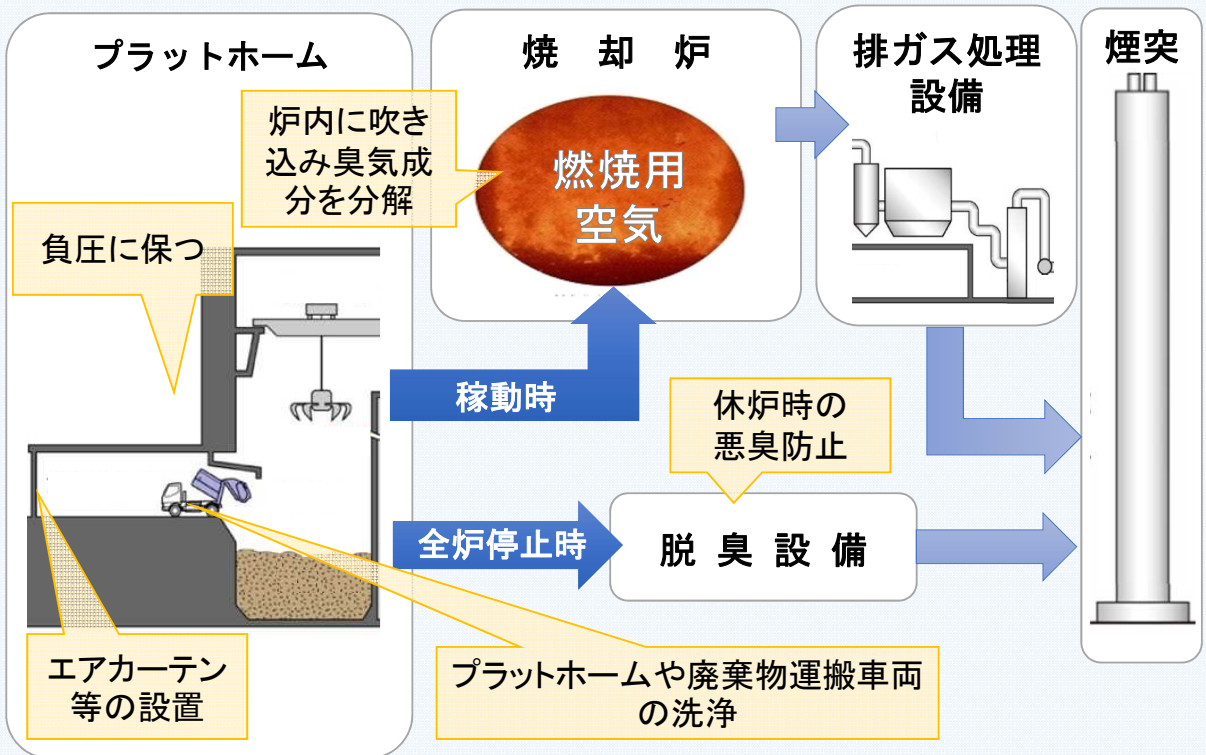 プラットホーム
焼却炉
排ガス処理
設備
煙突
炉内に吹き
込み臭気成
分を分解
燃焼用
空気
負圧に保つ
稼動時
休炉時の
悪臭防止
全炉停止時
脱臭設備
エアカーテン
等の設置
プラットホームや廃棄物運搬車両
の洗浄